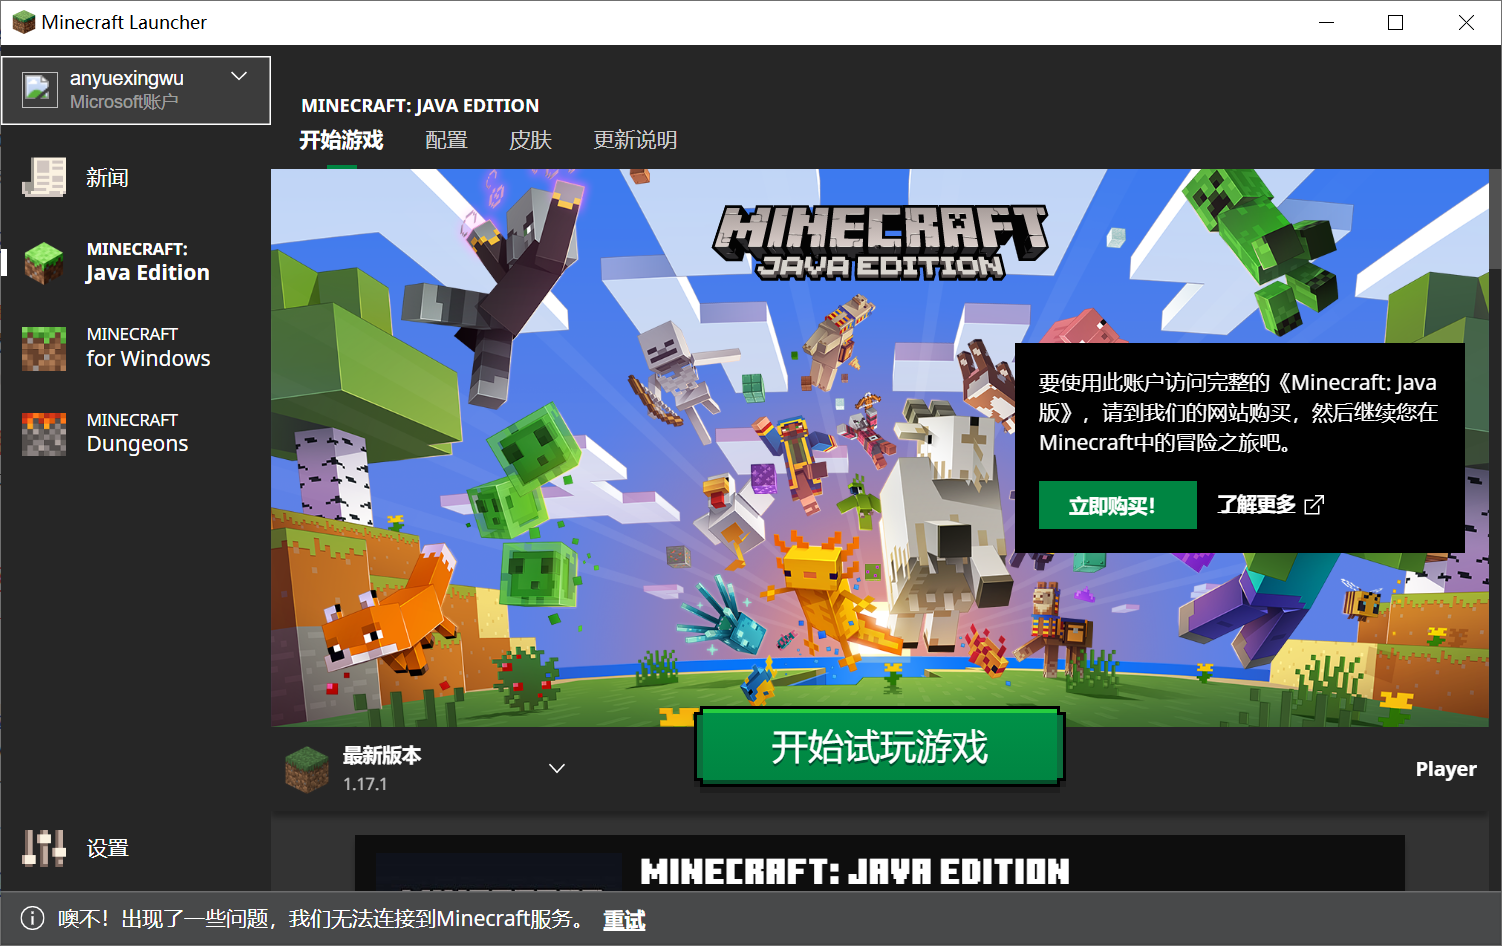 Minecraft Launcher
anyuexingwu
Microsoft账户
新闻
MINECRAFT:
Java Edition
MINECRAFT
for Windows
MINECRAFT
Dungeons
设置
MINECRAFT: JAVA EDITION
开始游戏 配置 皮肤 更新说明
MINECRAFT
JAVA EDITION
要使用此账户访问完整的《Minecraft: Java
版》，请到我们的网站购买，然后继续您在
Minecraft中的冒险之旅吧。
立即购买！ 了解更多
最新版本
1.17.1
开始试玩游戏
Player
MINECRAFT: JAVA EDITION
噢不！出现了一些问题，我们无法连接到Minecraft服务。 重试